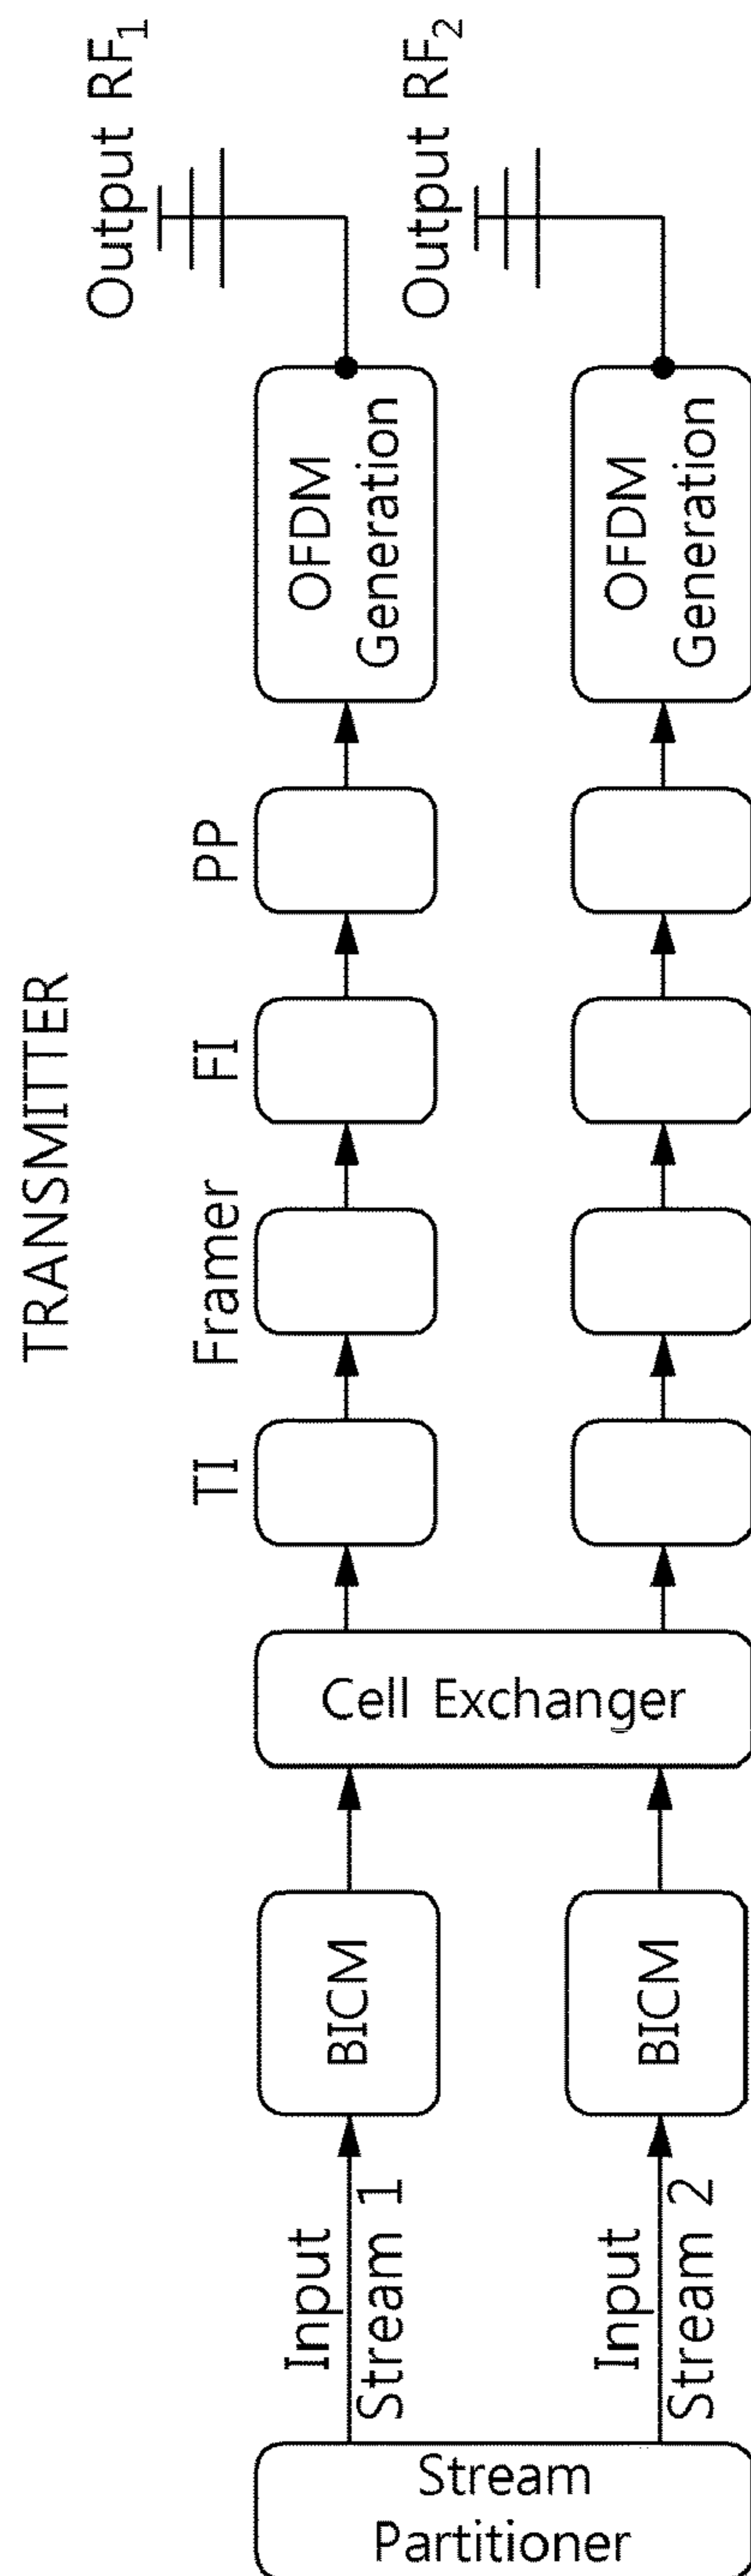 TRANSMITTER
Stream
Partitioner
Input
Stream 1
Input
Stream 2
BICM
BICM
Cell Exchanger
TI
Framer
FI
PP
OFDM
Generation
OFDM
Generation
Output RF₁
Output RF₂